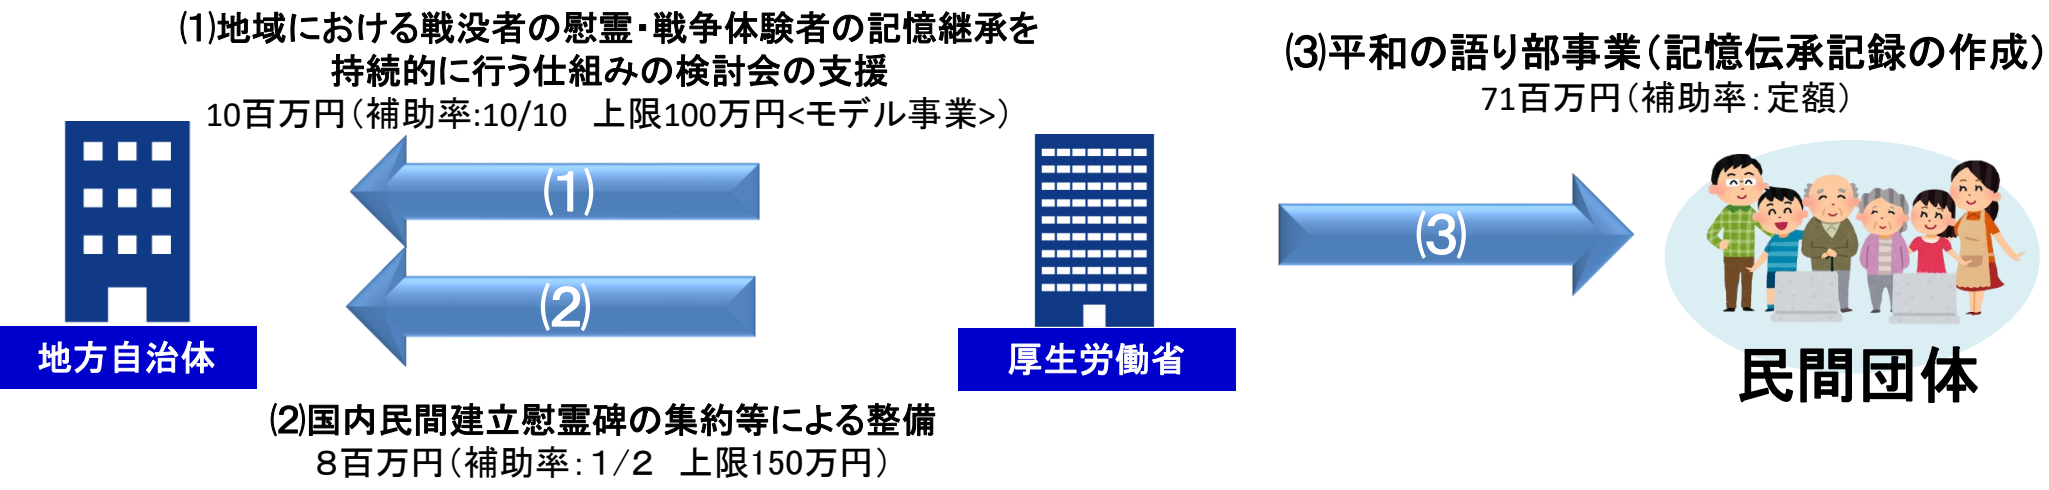 ⑴地域における戦没者の慰霊・戦争体験者の記憶継承を
持続的に行う仕組みの検討会の支援
10百万円（補助率:10/10　上限100万円<モデル事業>）
⑶平和の語り部事業（記憶伝承記録の作成）
71百万円（補助率：定額）
⑴
⑵
⑶
地方自治体
厚生労働省
民間団体
⑵国内民間建立慰霊碑の集約等による整備
８百万円（補助率：１/２　上限150万円）